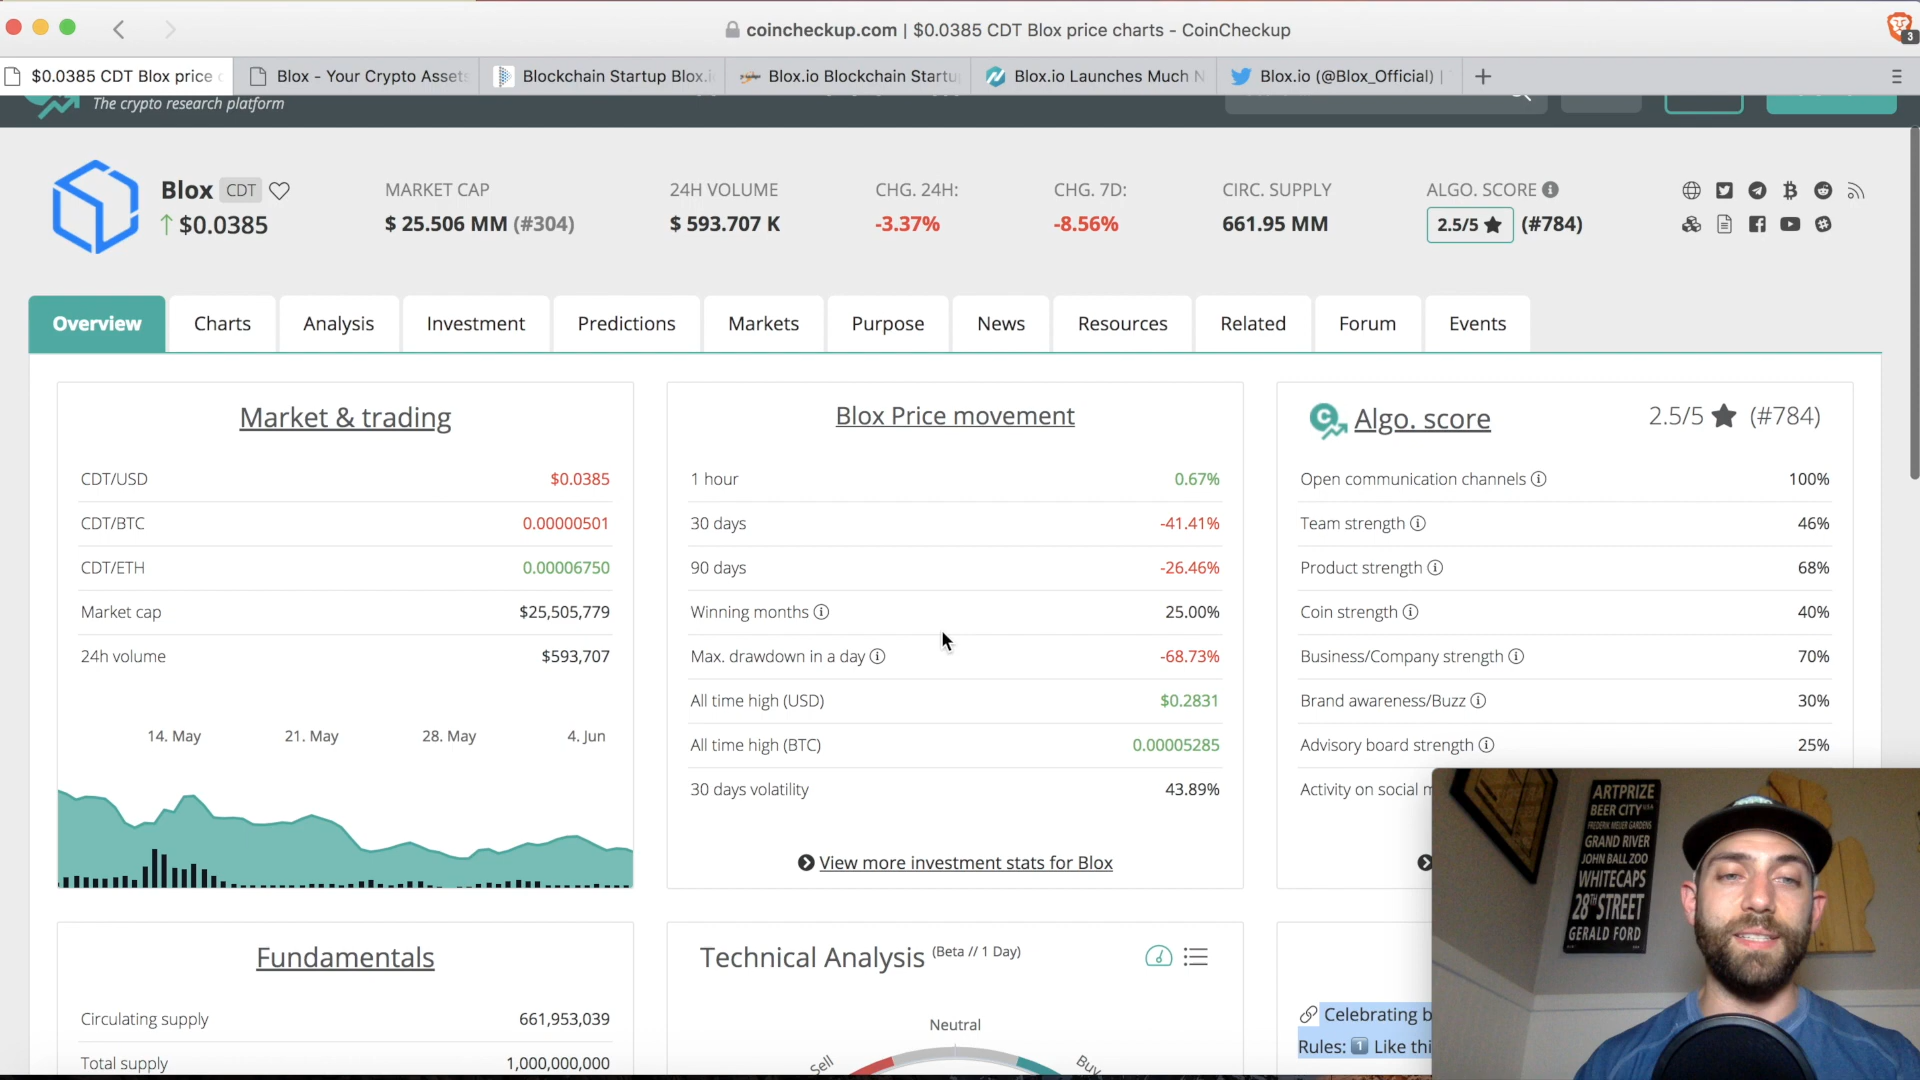 coincheckup.com | $0.0385 CDT Blox price charts - CoinCheckup
3
$0.0385 CDT Blox price
Blox - Your Crypto Assets
Blockchain Startup Blox.i
Blox.io Blockchain Startu
Blox.io Launches Much N
Blox.io (@Blox_Official) |
The crypto research platform
Blox CDT
$0.0385
MARKET CAP
$ 25.506 MM (#304)
24H VOLUME
$ 593.707 K
CHG. 24H:
-3.37%
CHG. 7D:
-8.56%
CIRC. SUPPLY
661.95 MM
ALGO. SCORE
2.5/5 (#784)
Overview
Charts
Analysis
Investment
Predictions
Markets
Purpose
News
Resources
Related
Forum
Events
Market & trading
CDT/USD $0.0385
CDT/BTC 0.00000501
CDT/ETH 0.00006750
Market cap $25,505,779
24h volume $593,707
14. May 21. May 28. May 4. Jun
Blox Price movement
1 hour 0.67%
30 days -41.41%
90 days -26.46%
Winning months 25.00%
Max. drawdown in a day -68.73%
All time high (USD) $0.2831
All time high (BTC) 0.00005285
30 days volatility 43.89%
View more investment stats for Blox
Algo. score 2.5/5 (#784)
Open communication channels 100%
Team strength 46%
Product strength 68%
Coin strength 40%
Business/Company strength 70%
Brand awareness/Buzz 30%
Advisory board strength 25%
Activity on social m
Fundamentals
Circulating supply 661,953,039
Total supply 1,000,000,000
Technical Analysis (Beta // 1 Day)
Neutral
Sell
Buy
Celebrating b
Rules: 1 Like thi
ARTPRIZE
BEER CITY USA
FREDERIK MEIJER GARDENS
GRAND RIVER
JOHN BALL ZOO
WHITECAPS
28TH STREET
GERALD FORD